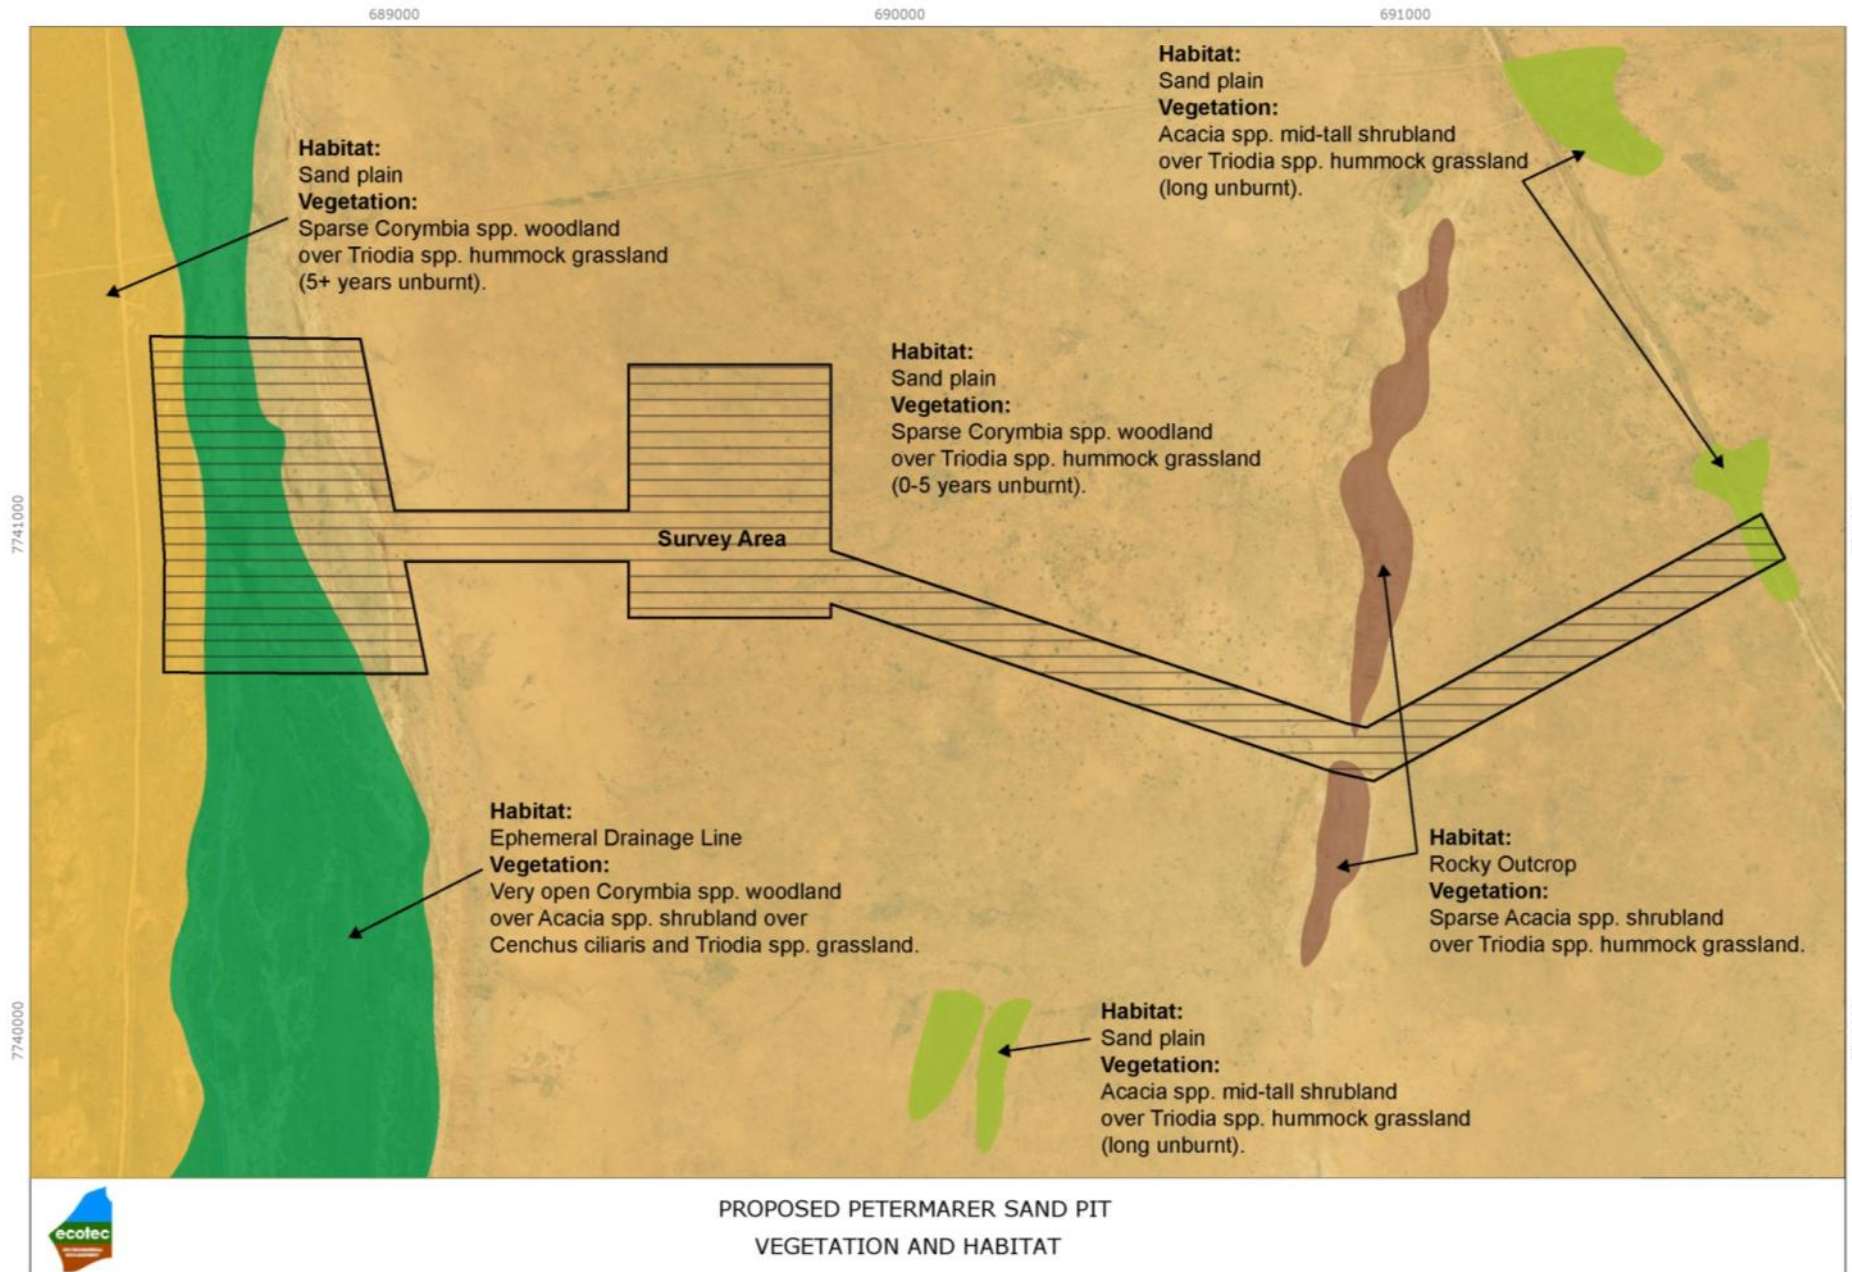 689000
690000
691000
7741000
7740000
Habitat:
Sand plain
Vegetation:
Sparse Corymbia spp. woodland
over Triodia spp. hummock grassland
(5+ years unburnt).
Habitat:
Sand plain
Vegetation:
Acacia spp. mid-tall shrubland
over Triodia spp. hummock grassland
(long unburnt).
Habitat:
Sand plain
Vegetation:
Sparse Corymbia spp. woodland
over Triodia spp. hummock grassland
(0-5 years unburnt).
Survey Area
Habitat:
Ephemeral Drainage Line
Vegetation:
Very open Corymbia spp. woodland
over Acacia spp. shrubland over
Cenchus ciliaris and Triodia spp. grassland.
Habitat:
Rocky Outcrop
Vegetation:
Sparse Acacia spp. shrubland
over Triodia spp. hummock grassland.
Habitat:
Sand plain
Vegetation:
Acacia spp. mid-tall shrubland
over Triodia spp. hummock grassland
(long unburnt).
ecotec
PROPOSED PETERMARER SAND PIT
VEGETATION AND HABITAT